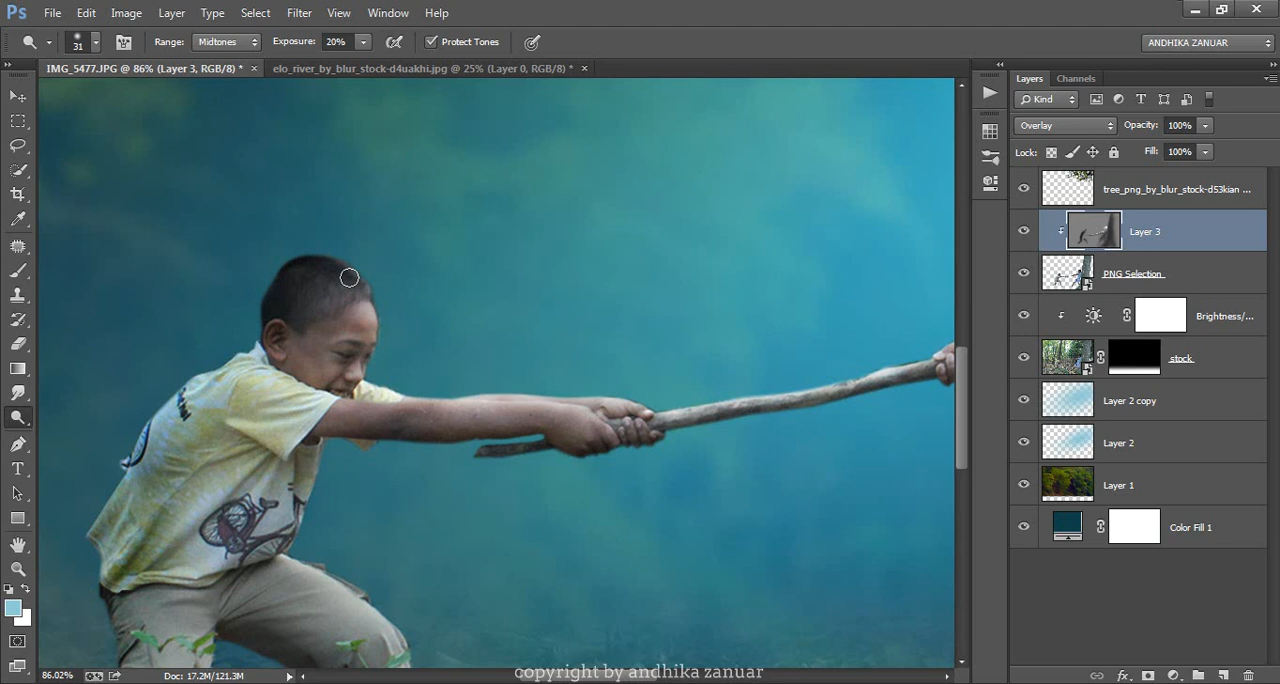 Ps File Edit Image Layer Type Select Filter View Window Help
31 Range: Midtones Exposure: 20% Protect Tones ANDHIKA ZANUAR
IMG_5477.JPG @ 86% (Layer 3, RGB/8) * × elo_river_by_blur_stock-d4uakhi.jpg @ 25% (Layer 0, RGB/8) * ×
Layers Channels
Kind
Overlay Opacity: 100%
Lock: Fill: 100%
tree_png_by_blur_stock-d53kian ...
Layer 3
PNG Selection
Brightness/...
stock
Layer 2 copy
Layer 2
Layer 1
Color Fill 1
86.02% Doc: 17.2M/121.3M
copyright by andhika zanuar